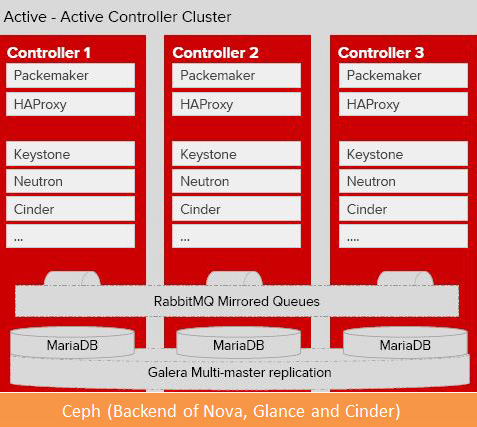 Active - Active Controller Cluster
Controller 1 Controller 2 Controller 3
Packemaker Packemaker Packemaker
HAProxy HAProxy HAProxy
Keystone Keystone Keystone
Neutron Neutron Neutron
Cinder Cinder Cinder
... ... ....
RabbitMQ Mirrored Queues
MariaDB MariaDB MariaDB
Galera Multi-master replication
Ceph (Backend of Nova, Glance and Cinder)